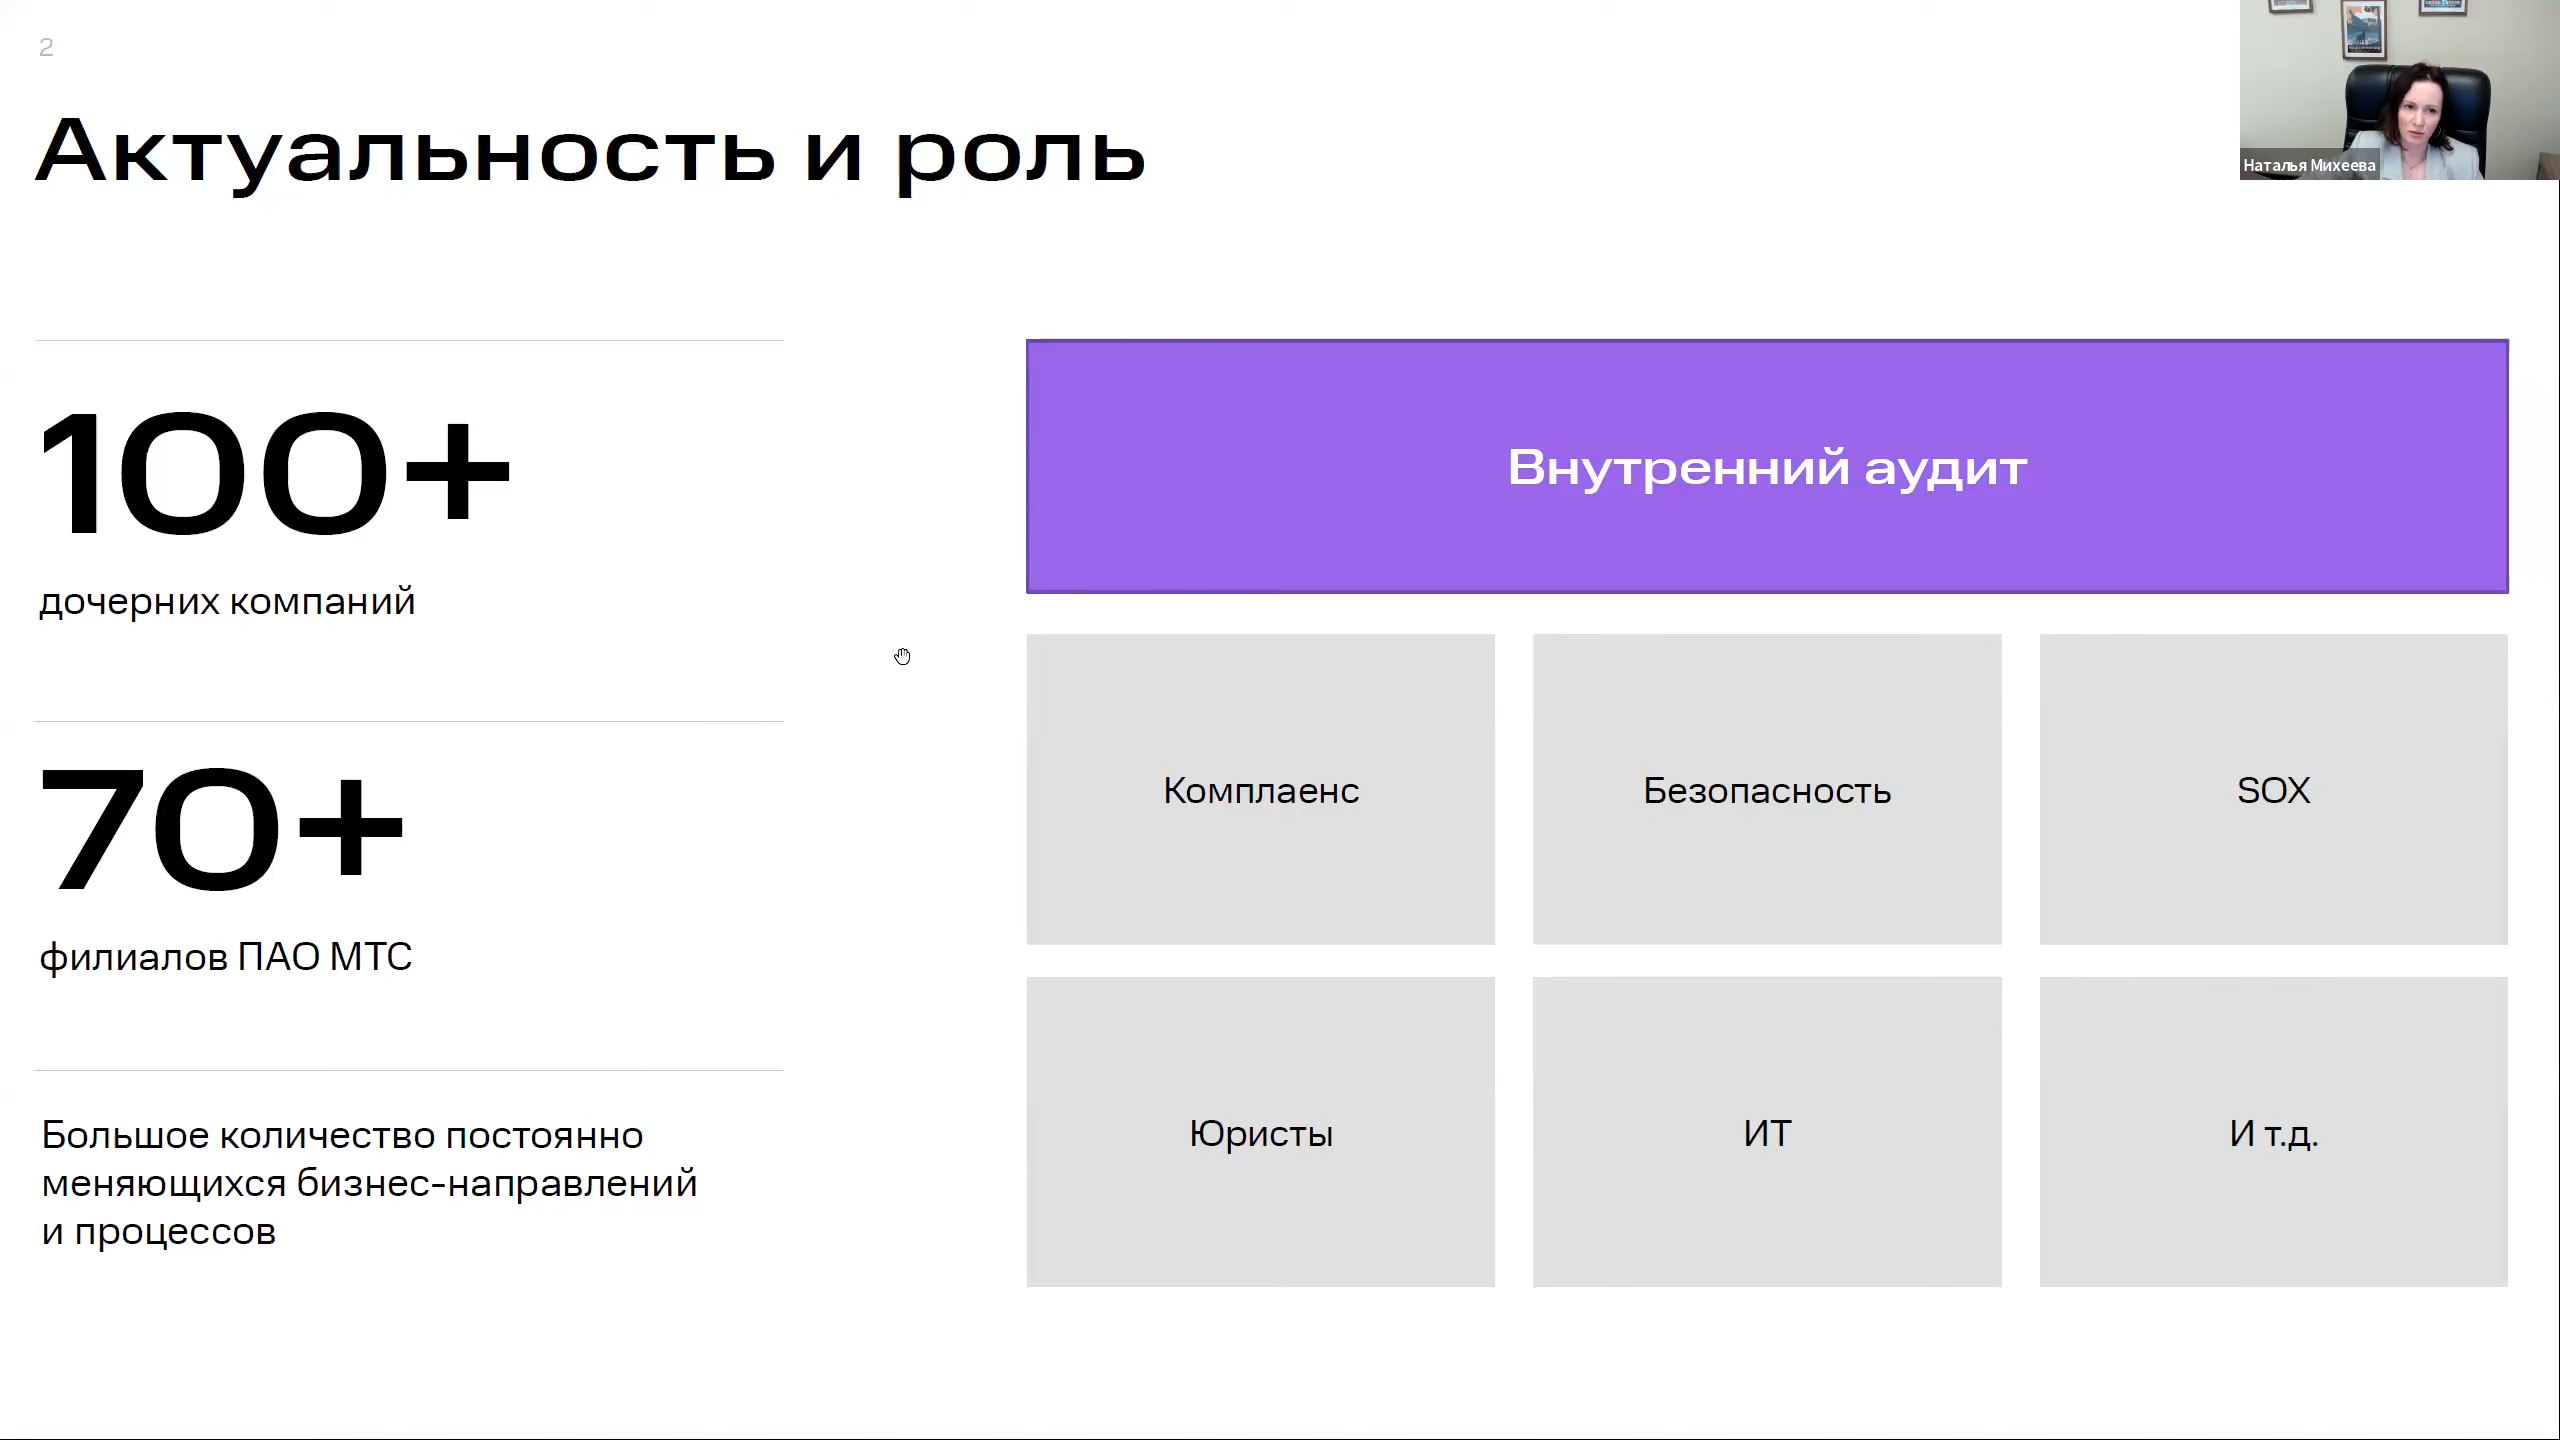 2
Актуальность и роль
Наталья Михеева
100+
дочерних компаний
70+
филиалов ПАО МТС
Большое количество постоянно
меняющихся бизнес-направлений
и процессов
Внутренний аудит
Комплаенс
Безопасность
SOX
Юристы
ИТ
И т.д.